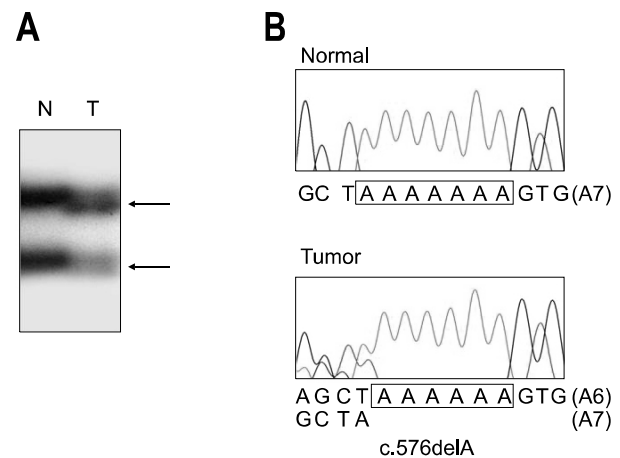 A
N T
B
Normal
GC T A A A A A A A GTG (A7)
Tumor
AGCT A A A A A A GTG (A6)
GCTA (A7)
c.576delA